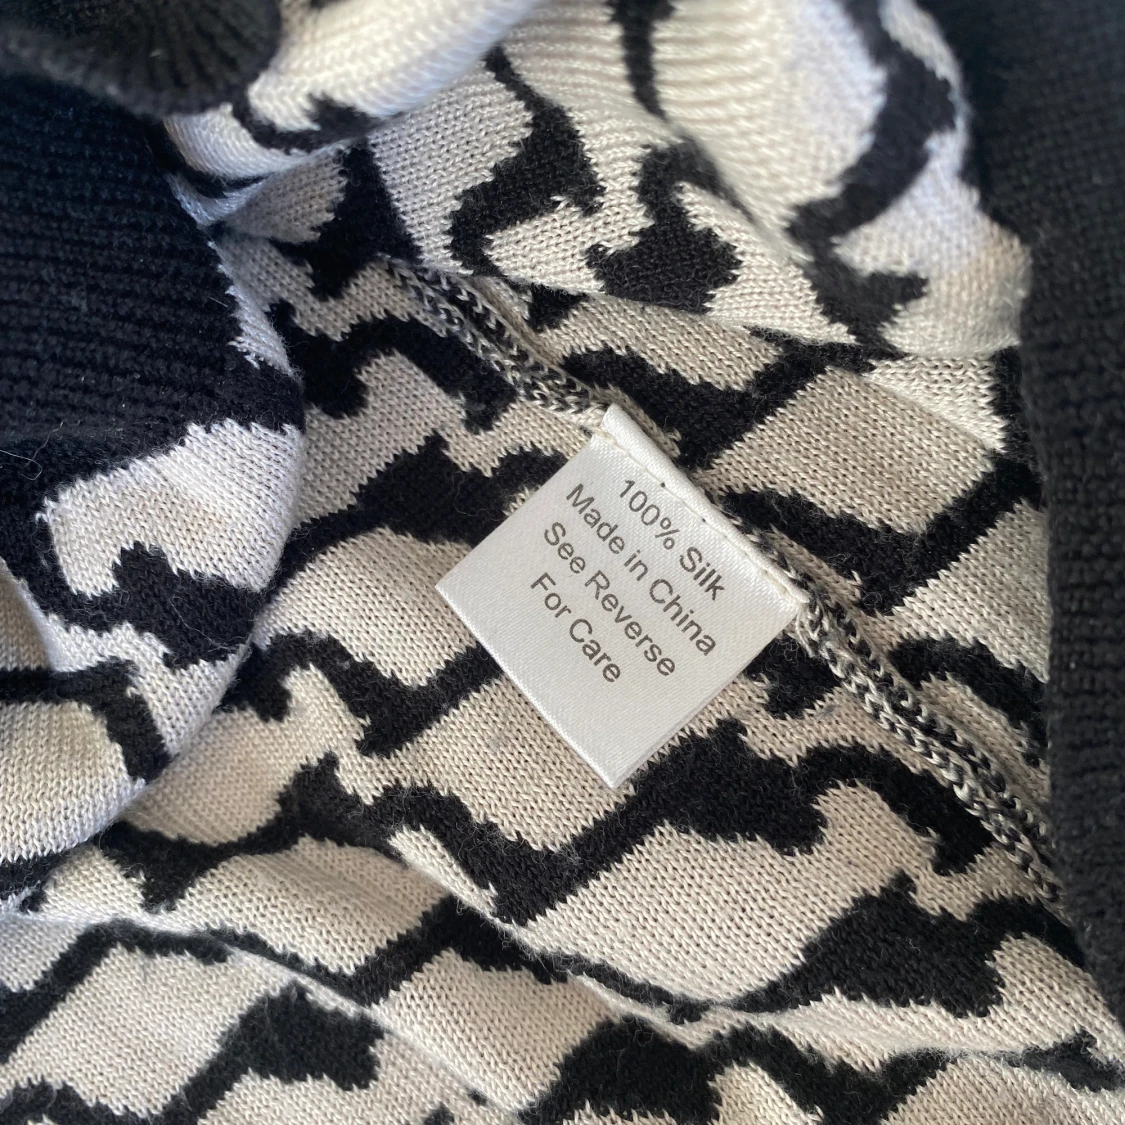 100% Silk
Made in China
See Reverse
For Care